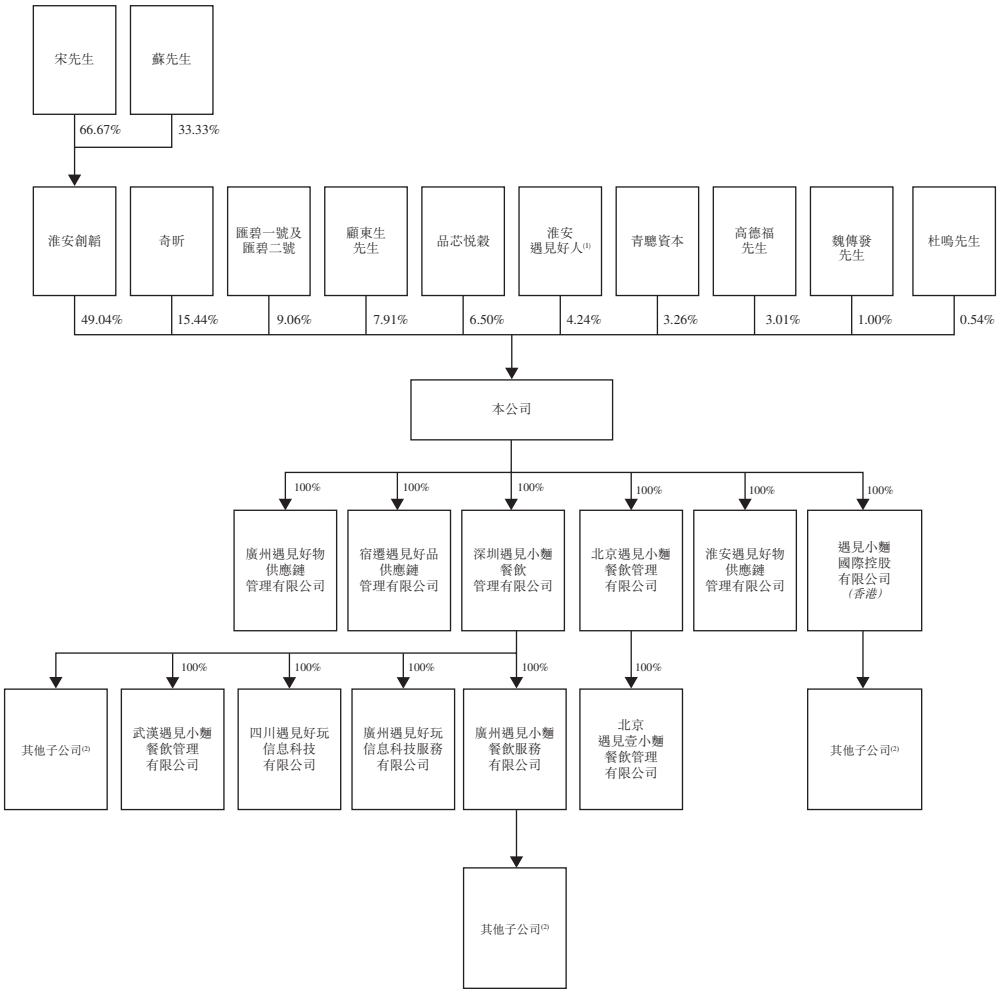 宋先生
蘇先生
66.67%
33.33%
淮安創韜
奇昕
匯碧一號及
匯碧二號
顧東生
先生
品芯悦穀
淮安
遇見好人(1)
青驄資本
高德福
先生
魏傳發
先生
杜鳴先生
49.04%
15.44%
9.06%
7.91%
6.50%
4.24%
3.26%
3.01%
1.00%
0.54%
本公司
100%
100%
100%
100%
100%
100%
廣州遇見好物
供應鏈
管理有限公司
宿遷遇見好品
供應鏈
管理有限公司
深圳遇見小麵
餐飲
管理有限公司
北京遇見小麵
餐飲管理
有限公司
淮安遇見好物
供應鏈
管理有限公司
遇見小麵
國際控股
有限公司
（香港）
100%
100%
100%
100%
100%
其他子公司(2)
武漢遇見小麵
餐飲管理
有限公司
四川遇見好玩
信息科技
有限公司
廣州遇見好玩
信息科技服務
有限公司
廣州遇見小麵
餐飲服務
有限公司
北京
遇見壹小麵
餐飲管理
有限公司
其他子公司(2)
其他子公司(2)